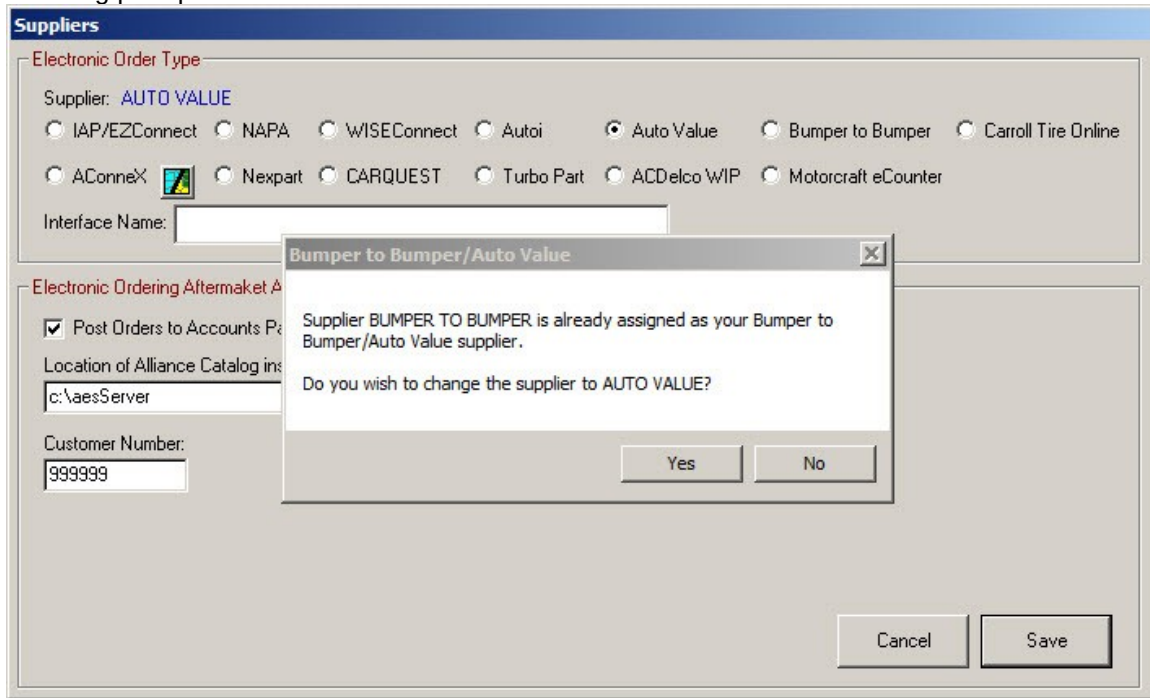 Suppliers
Electronic Order Type
Supplier: AUTO VALUE
IAP/EZConnect NAPA WISEConnect Autoi Auto Value Bumper to Bumper Carroll Tire Online
AConneX Nexpart CARQUEST Turbo Part ACDelco WIP Motorcraft eCounter
Interface Name:
Bumper to Bumper/Auto Value
Electronic Ordering Aftermaket A
Supplier BUMPER TO BUMPER is already assigned as your Bumper to
Bumper/Auto Value supplier.
Post Orders to Accounts
Location of Alliance Catalog
Do you wish to change the supplier to AUTO VALUE?
c:\aesServer
Customer Number:
999999
Yes No
Cancel Save